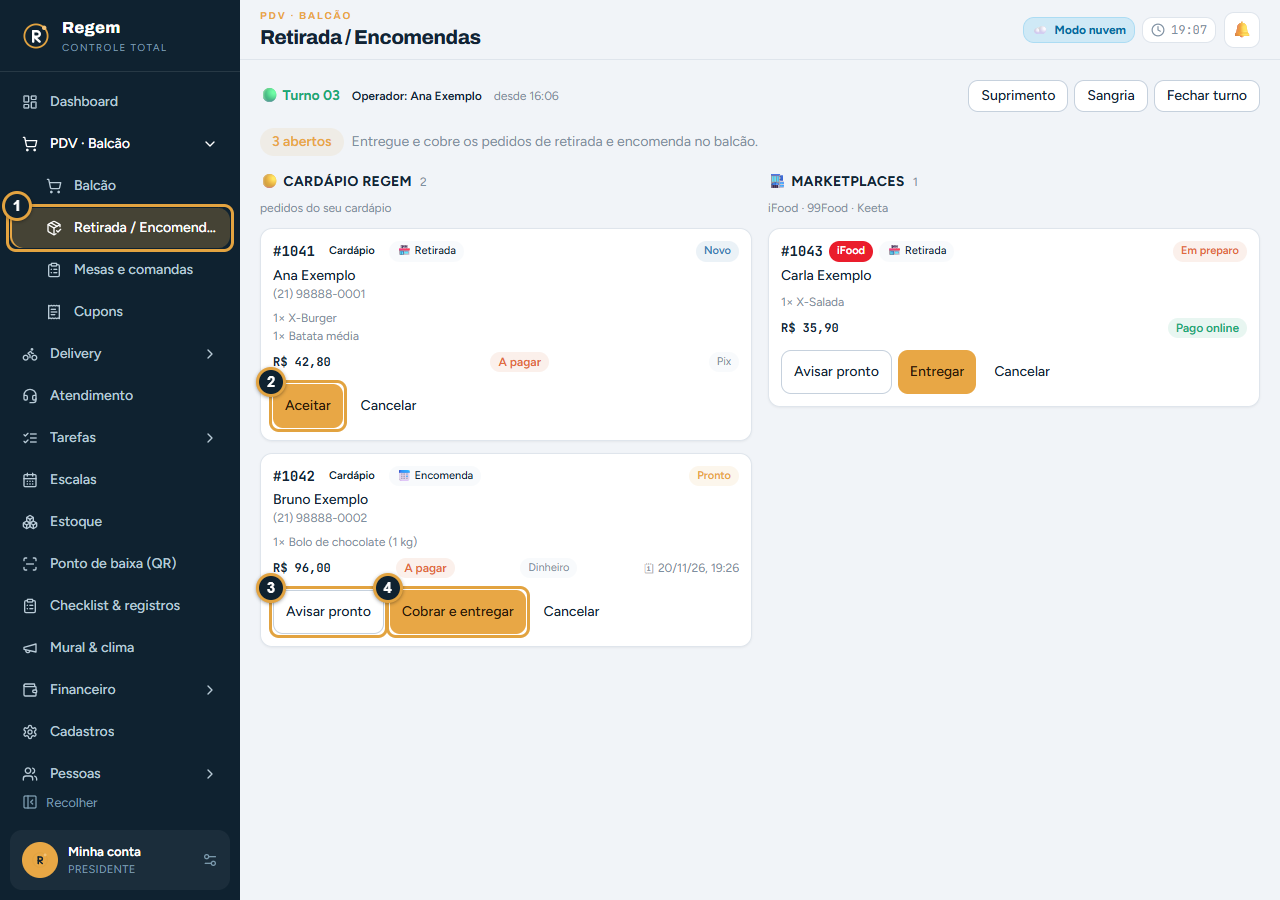 Regem
CONTROLE TOTAL
Dashboard
PDV · Balcão
Balcão
1
Retirada / Encomend...
Mesas e comandas
Cupons
Delivery
Atendimento
Tarefas
Escalas
Estoque
Ponto de baixa (QR)
Checklist & registros
Mural & clima
Financeiro
Cadastros
Pessoas
Recolher
R
Minha conta
PRESIDENTE
PDV · BALCÃO
Retirada / Encomendas
Modo nuvem
19:07
Turno 03 Operador: Ana Exemplo desde 16:06
Suprimento Sangria Fechar turno
3 abertos Entregue e cobre os pedidos de retirada e encomenda no balcão.
CARDÁPIO REGEM 2
pedidos do seu cardápio
#1041 Cardápio Retirada Novo
Ana Exemplo
(21) 98888-0001
1× X-Burger
1× Batata média
R$ 42,80 A pagar Pix
2
Aceitar Cancelar
#1042 Cardápio Encomenda Pronto
Bruno Exemplo
(21) 98888-0002
1× Bolo de chocolate (1 kg)
R$ 96,00 A pagar Dinheiro 20/11/26, 19:26
3 4
Avisar pronto Cobrar e entregar Cancelar
MARKETPLACES 1
iFood · 99Food · Keeta
#1043 iFood Retirada Em preparo
Carla Exemplo
1× X-Salada
R$ 35,90 Pago online
Avisar pronto Entregar Cancelar